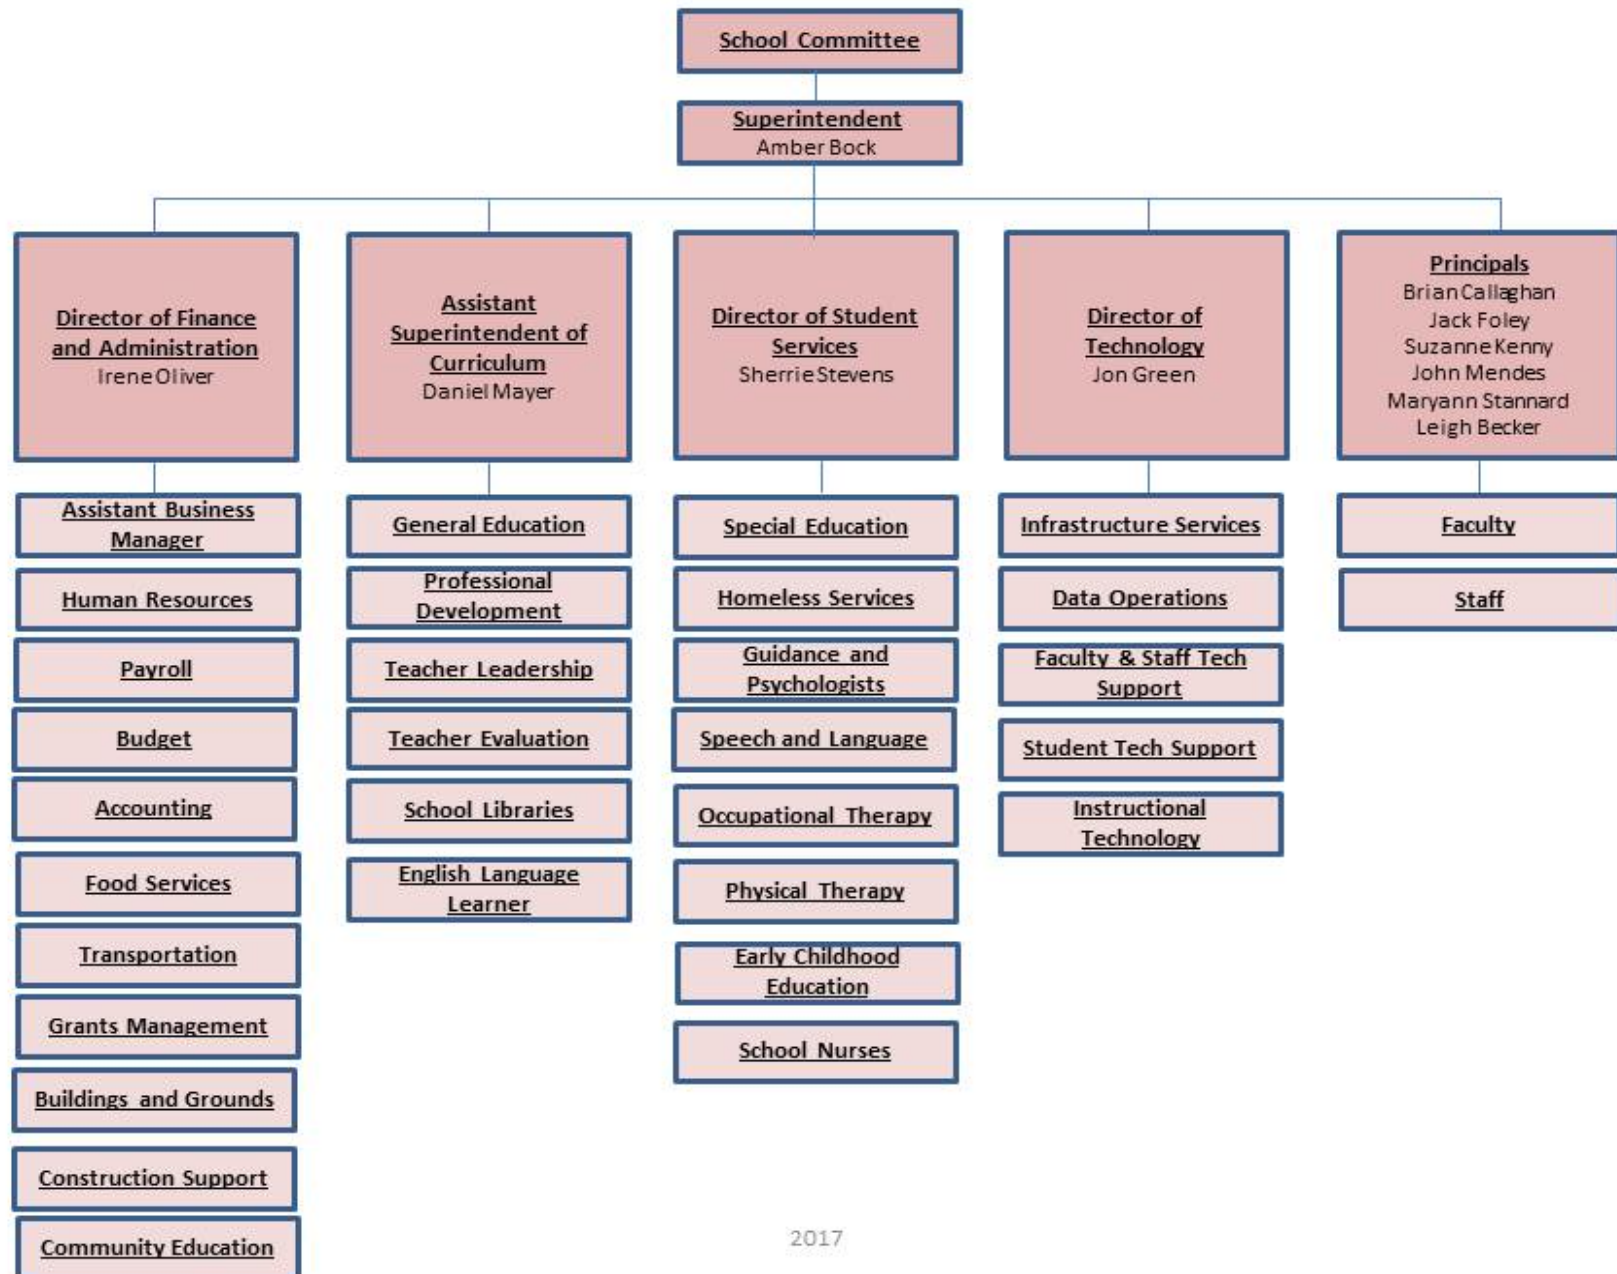 School Committee
Superintendent
Amber Bock
Director of Finance
and Administration
Irene Oliver
Assistant
Superintendent of
Curriculum
Daniel Mayer
Director of Student
Services
Sherrie Stevens
Director of
Technology
Jon Green
Principals
Brian Callaghan
Jack Foley
Suzanne Kenny
John Mendes
Maryann Stannard
Leigh Becker
Assistant Business
Manager
Human Resources
Payroll
Budget
Accounting
Food Services
Transportation
Grants Management
Buildings and Grounds
Construction Support
Community Education
General Education
Professional
Development
Teacher Leadership
Teacher Evaluation
School Libraries
English Language
Learner
Special Education
Homeless Services
Guidance and
Psychologists
Speech and Language
Occupational Therapy
Physical Therapy
Early Childhood
Education
School Nurses
Infrastructure Services
Data Operations
Faculty & Staff Tech
Support
Student Tech Support
Instructional
Technology
Faculty
Staff
2017